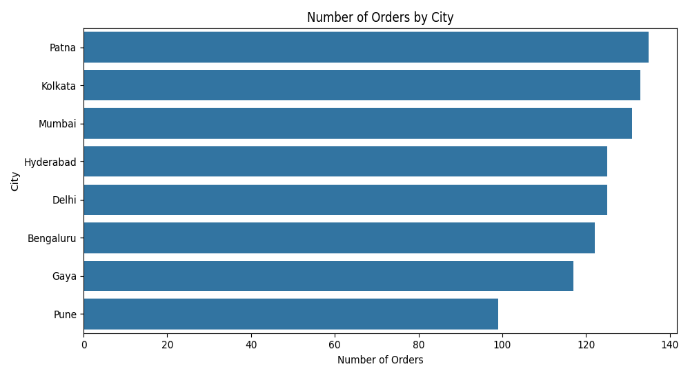 Number of Orders by City
City
Patna
Kolkata
Mumbai
Hyderabad
Delhi
Bengaluru
Gaya
Pune
0 20 40 60 80 100 120 140
Number of Orders